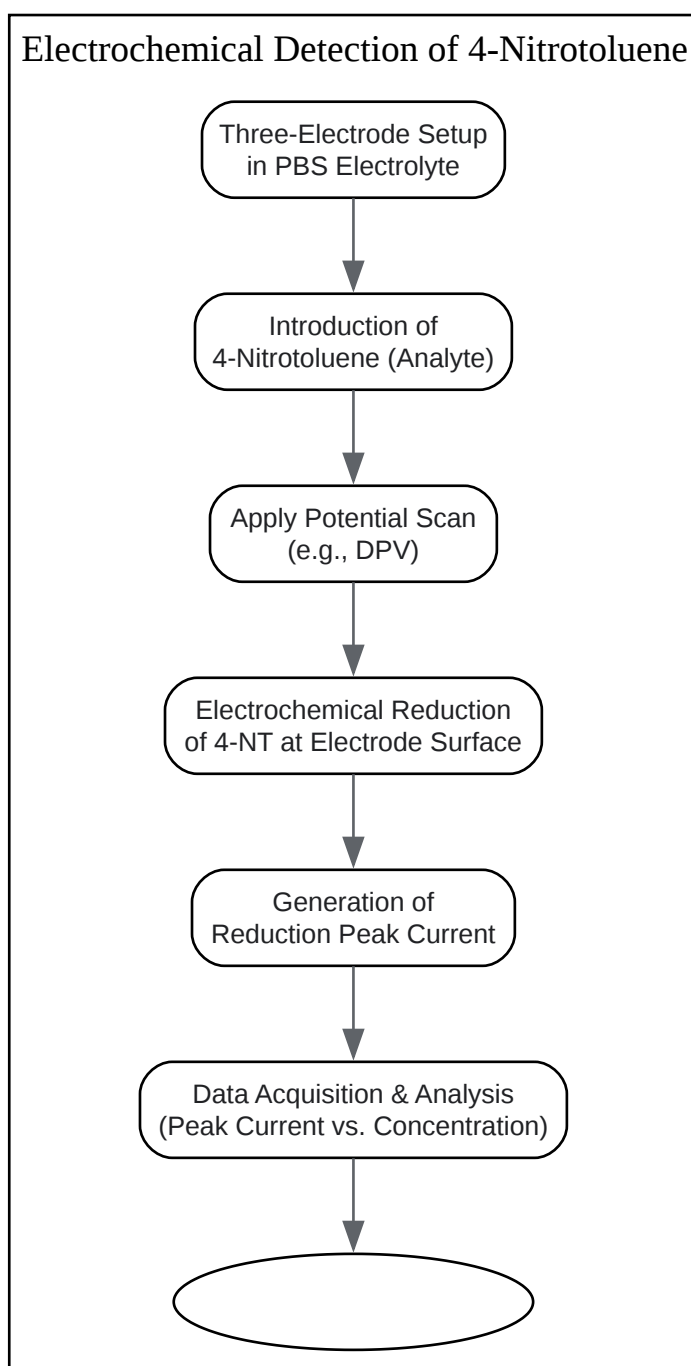 Electrochemical Detection of 4-Nitrotoluene
Three-Electrode Setup
in PBS Electrolyte
Introduction of
4-Nitrotoluene (Analyte)
Apply Potential Scan
(e.g., DPV)
Electrochemical Reduction
of 4-NT at Electrode Surface
Generation of
Reduction Peak Current
Data Acquisition & Analysis
(Peak Current vs. Concentration)